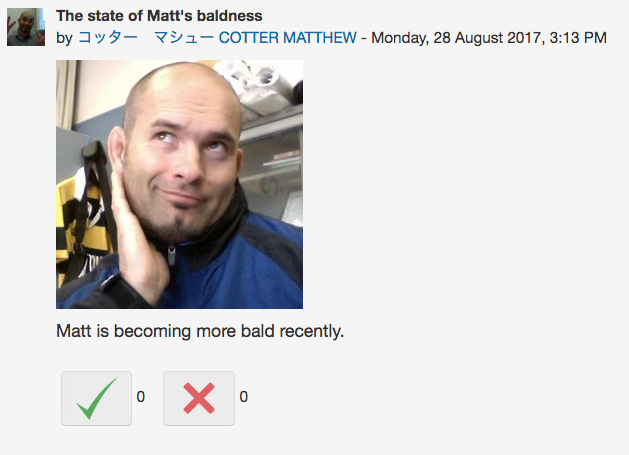 The state of Matt's baldness
by コッター　マシュー COTTER MATTHEW - Monday, 28 August 2017, 3:13 PM
Matt is becoming more bald recently.
0 0